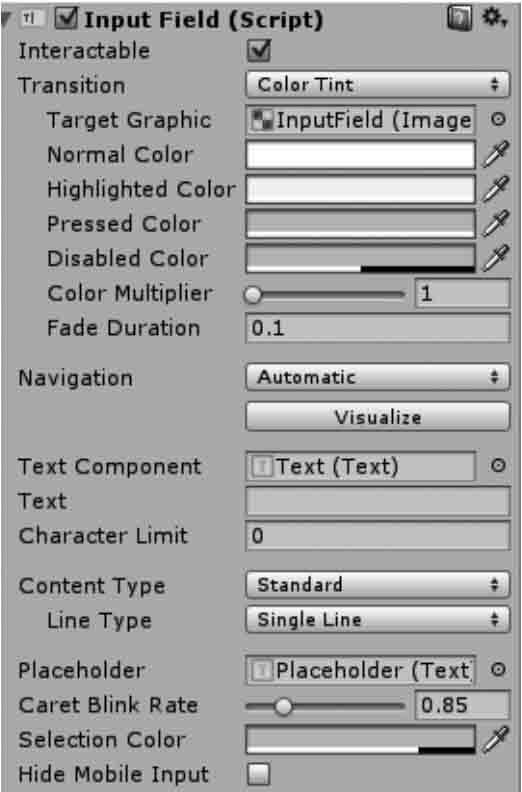 Input Field (Script)
Interactable
Transition Color Tint
Target Graphic InputField (Image
Normal Color
Highlighted Color
Pressed Color
Disabled Color
Color Multiplier 1
Fade Duration 0.1
Navigation Automatic
Visualize
Text Component Text (Text)
Text
Character Limit 0
Content Type Standard
Line Type Single Line
Placeholder Placeholder (Text
Caret Blink Rate 0.85
Selection Color
Hide Mobile Input